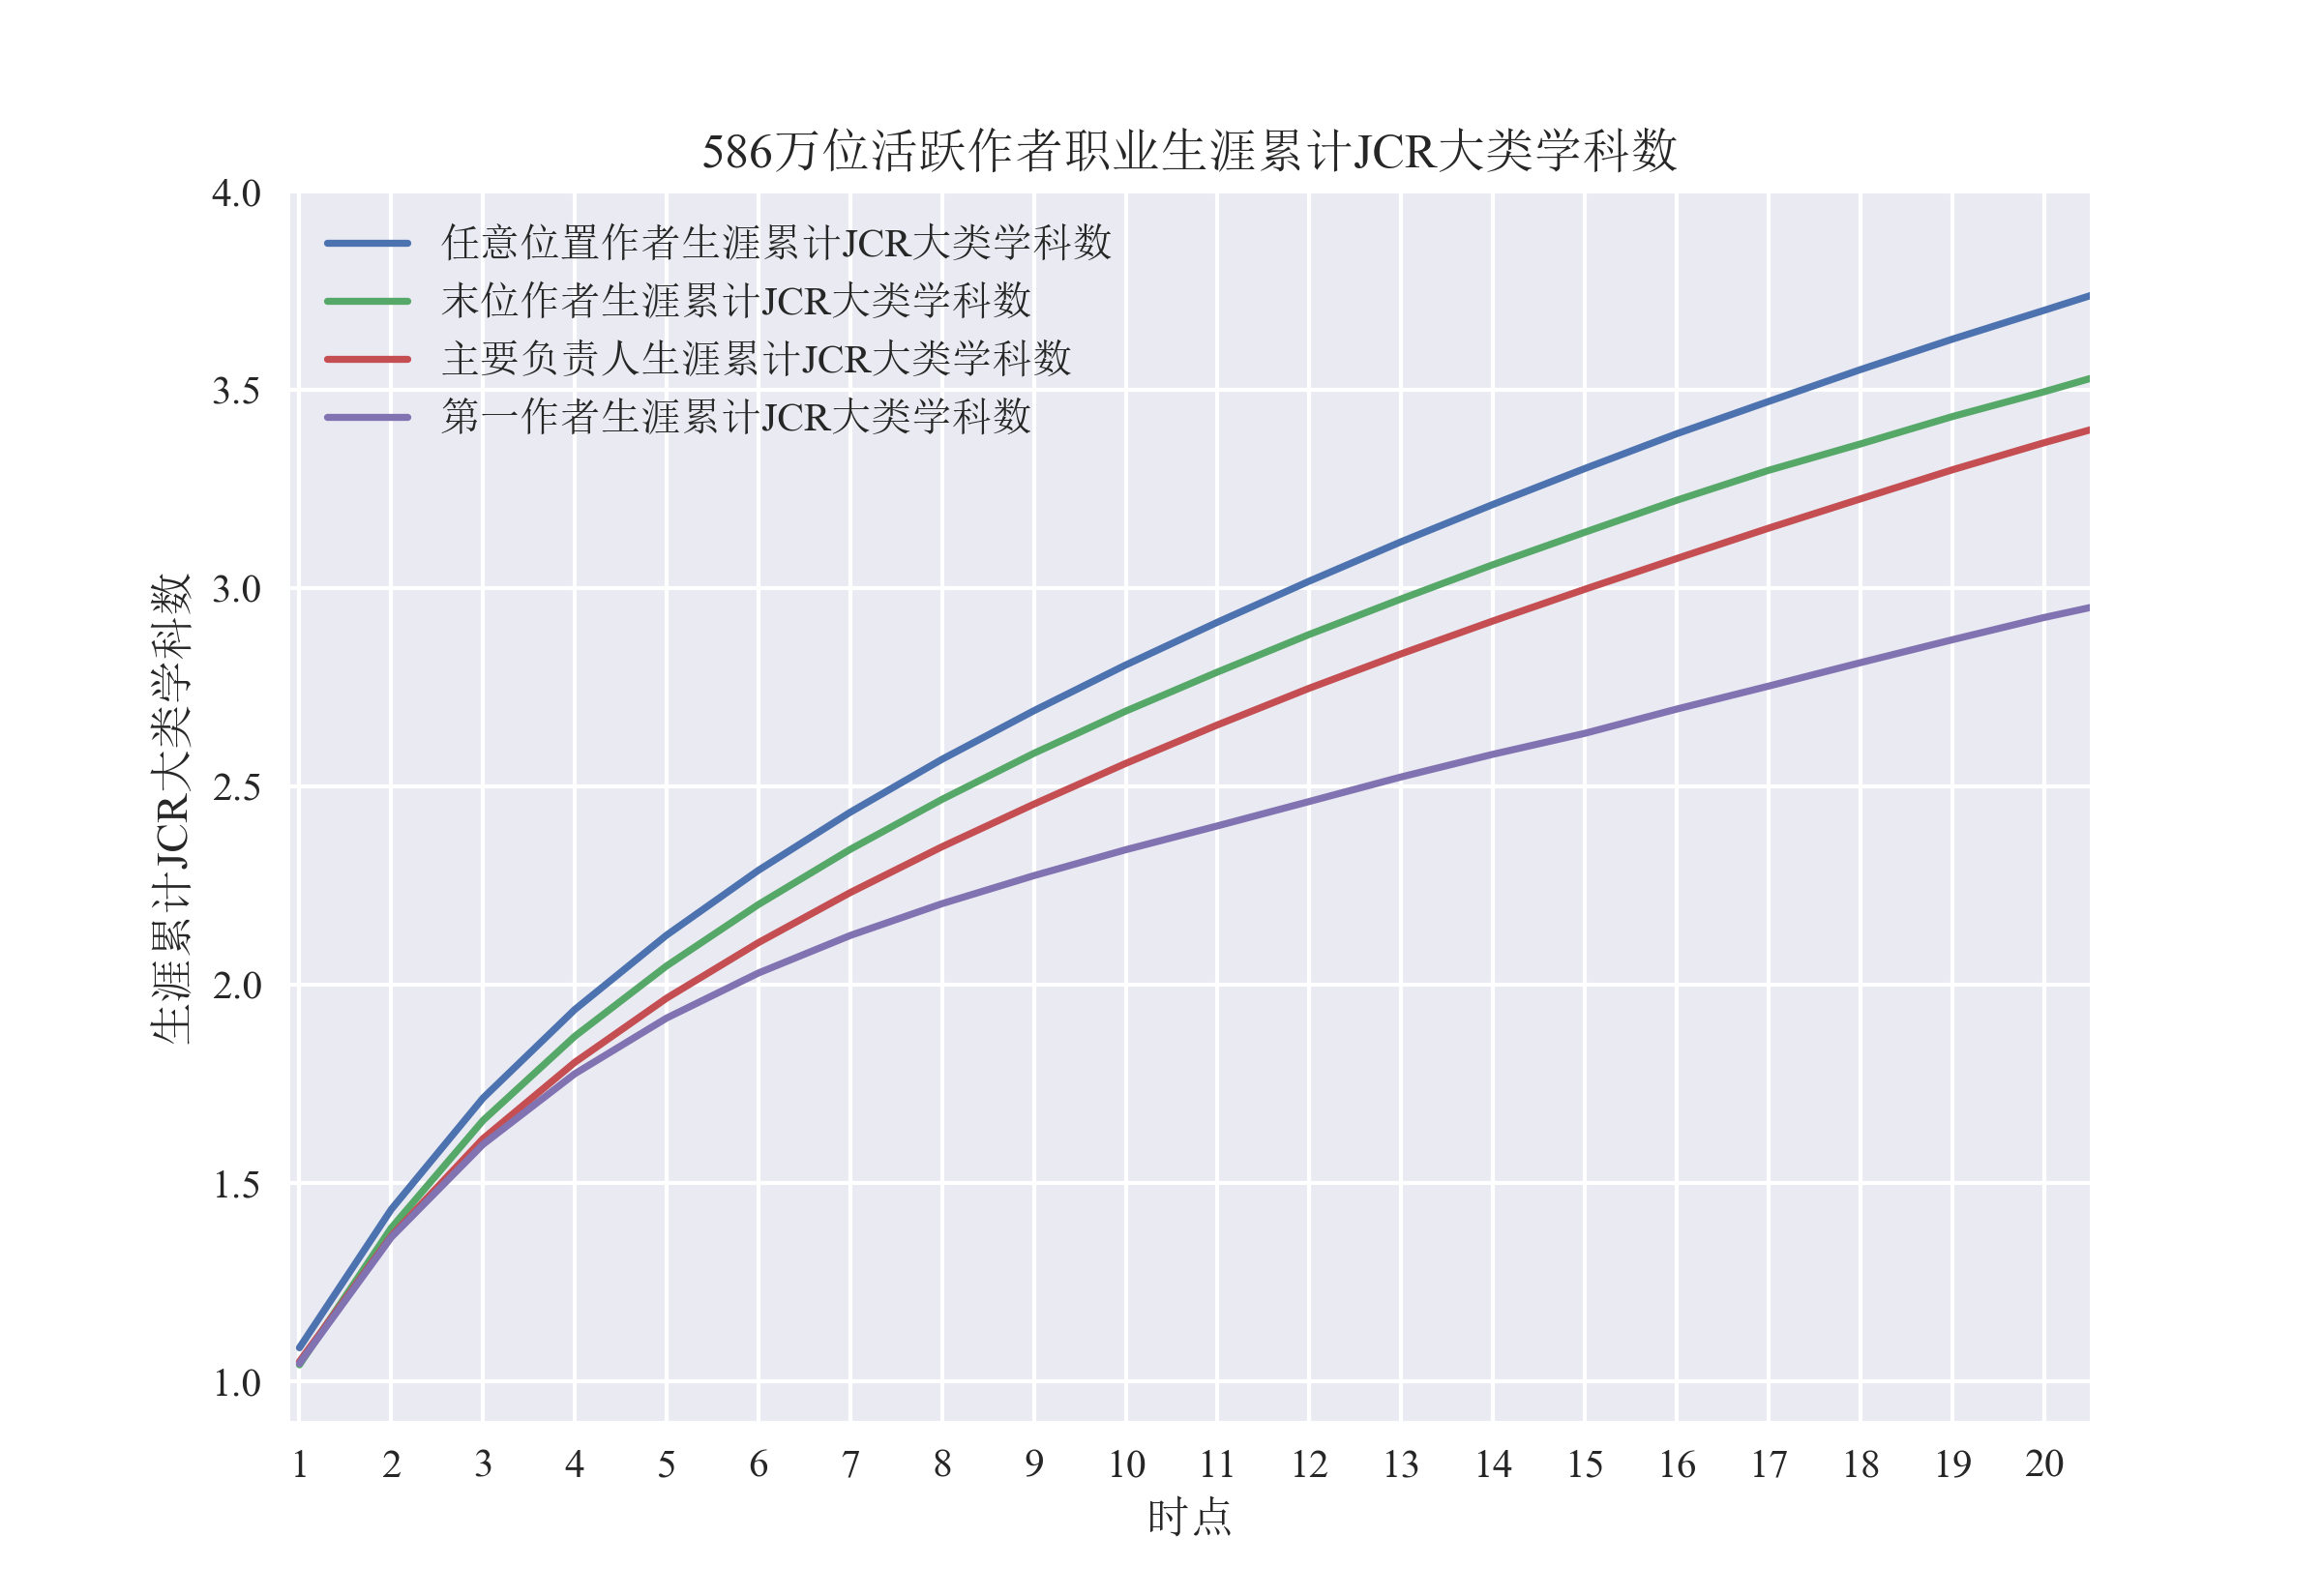 586万位活跃作者职业生涯累计JCR大类学科数
任意位置作者生涯累计JCR大类学科数
末位作者生涯累计JCR大类学科数
主要负责人生涯累计JCR大类学科数
第一作者生涯累计JCR大类学科数
生涯累计JCR大类学科数
4.0
3.5
3.0
2.5
2.0
1.5
1.0
1 2 3 4 5 6 7 8 9 10 11 12 13 14 15 16 17 18 19 20
时点